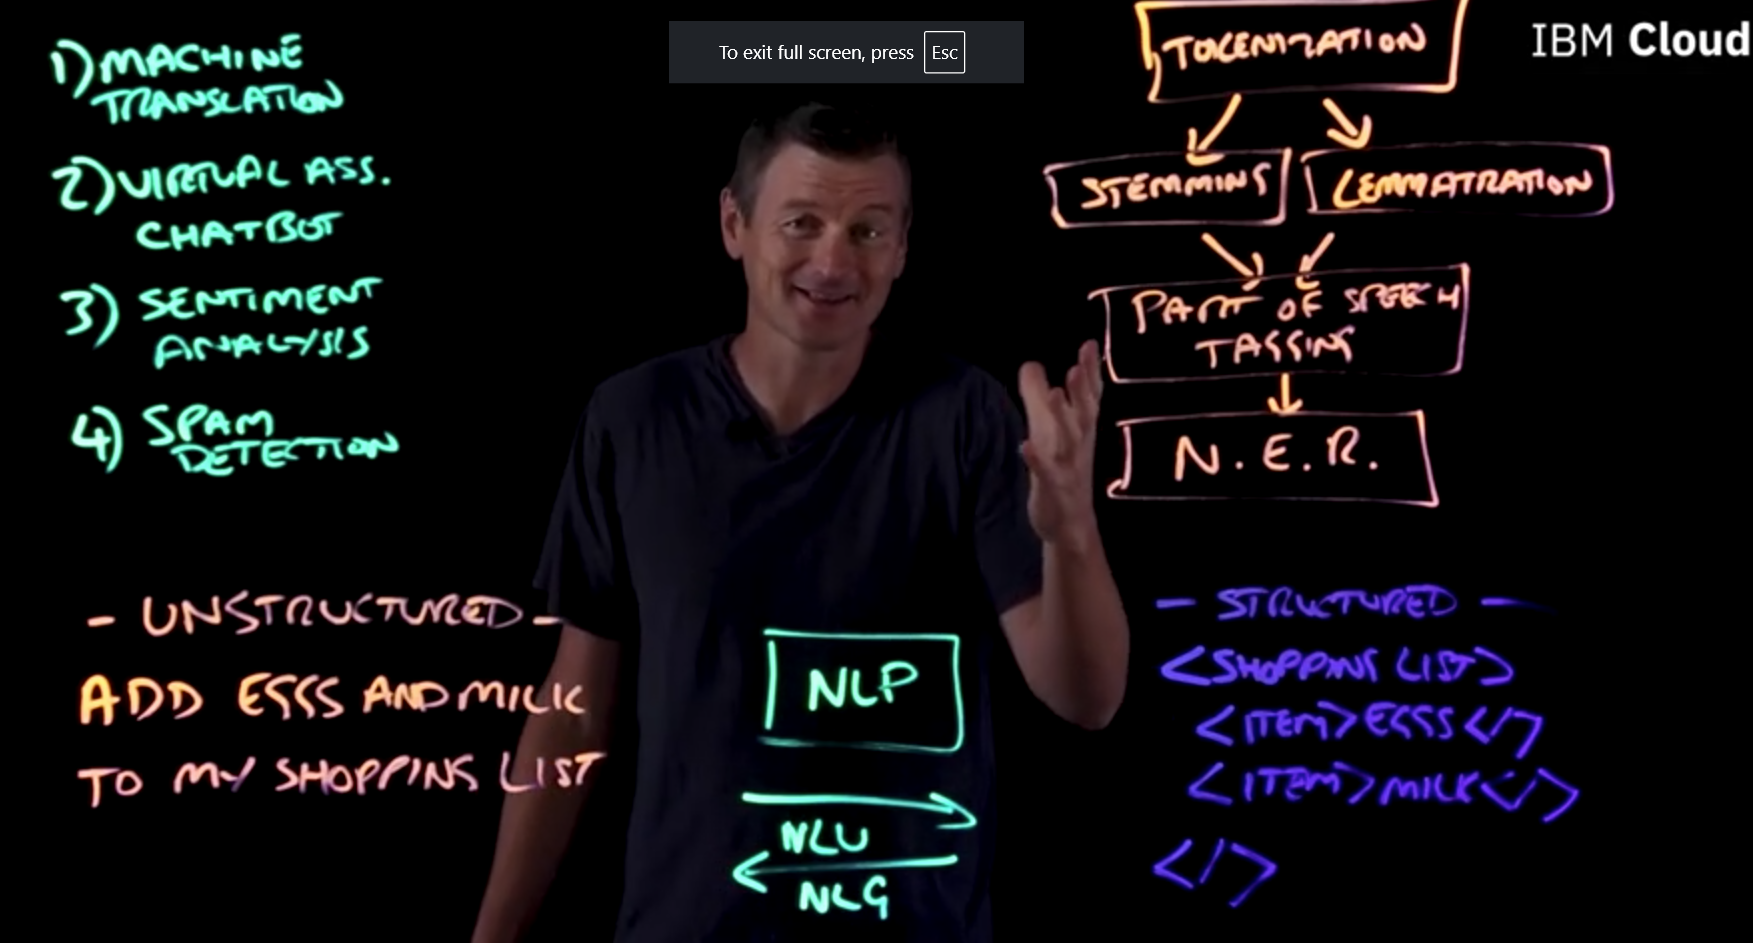 1) MACHINE
TRANSLATION
2) VIRTUAL ASS.
CHATBOT
3) SENTIMENT
ANALYSIS
4) SPAM
DETECTION
- UNSTRUCTURED -
ADD EGGS AND MILK
TO MY SHOPPING LIST
To exit full screen, press Esc
NLP
NLU
NLG
IBM Cloud
TOKENIZATION
STEMMING
LEMMATIZATION
PART OF SPEECH
TAGGING
N.E.R.
- STRUCTURED -
<SHOPPING LIST>
<ITEM>EGGS</>
<ITEM>MILK</>
</>